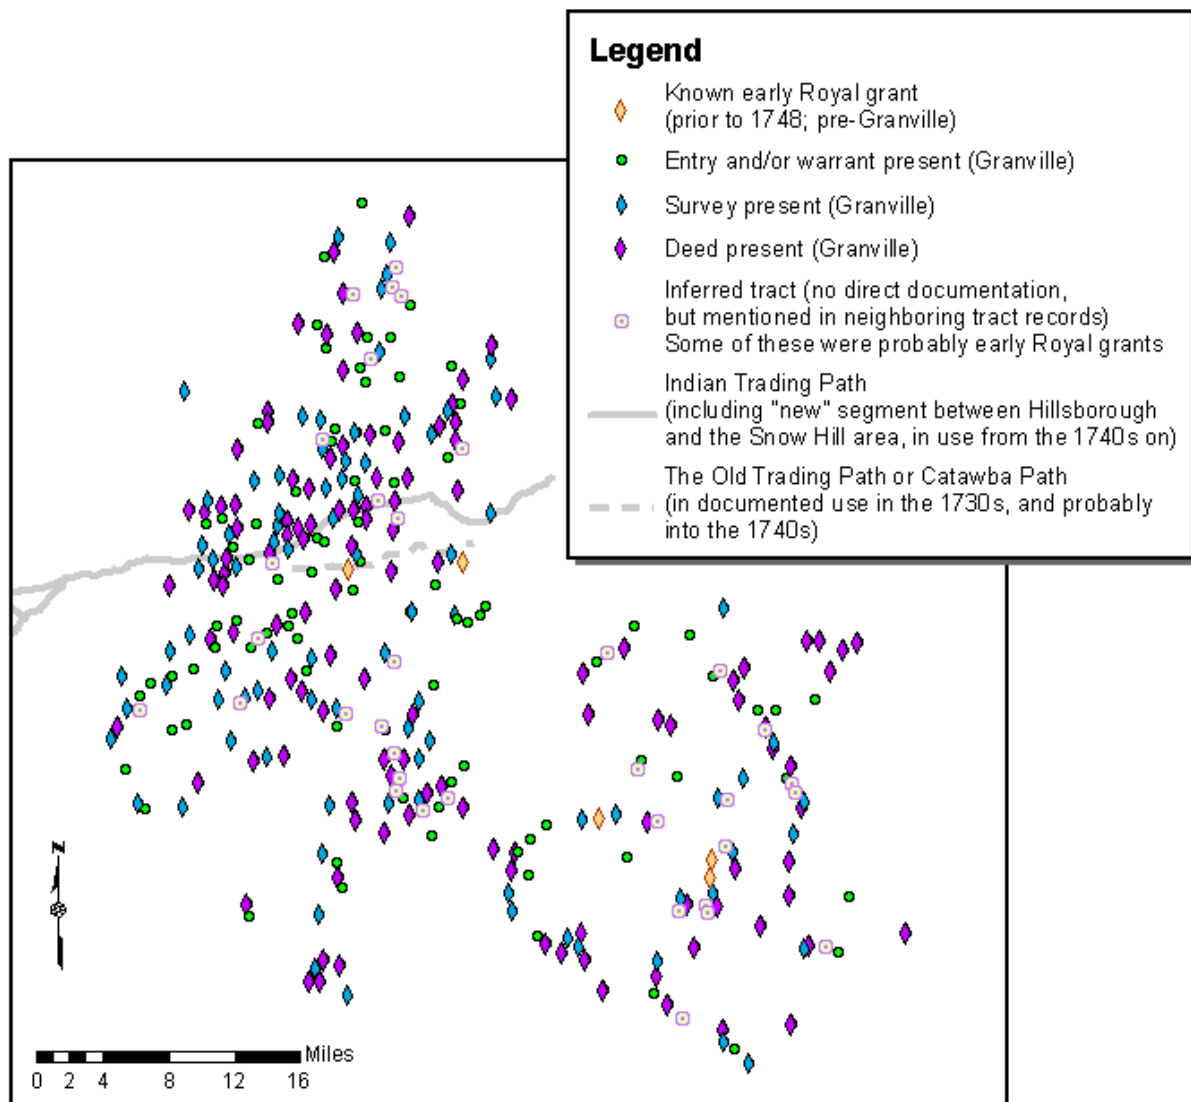 Legend
Known early Royal grant
(prior to 1748; pre-Granville)
Entry and/or warrant present (Granville)
Survey present (Granville)
Deed present (Granville)
Inferred tract (no direct documentation,
but mentioned in neighboring tract records)
Some of these were probably early Royal grants
Indian Trading Path
(including "new" segment between Hillsborough
and the Snow Hill area, in use from the 1740s on)
The Old Trading Path or Catawba Path
(in documented use in the 1730s, and probably
into the 1740s)
N
Miles
0 2 4 8 12 16